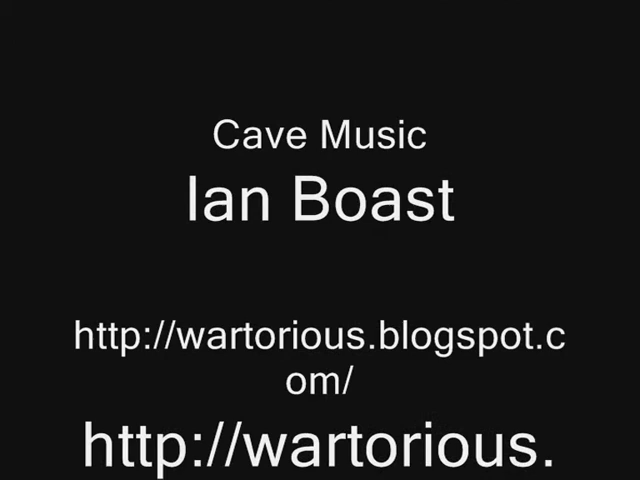 Cave Music
Ian Boast
http://wartorious.blogspot.c
om/
http://wartorious.